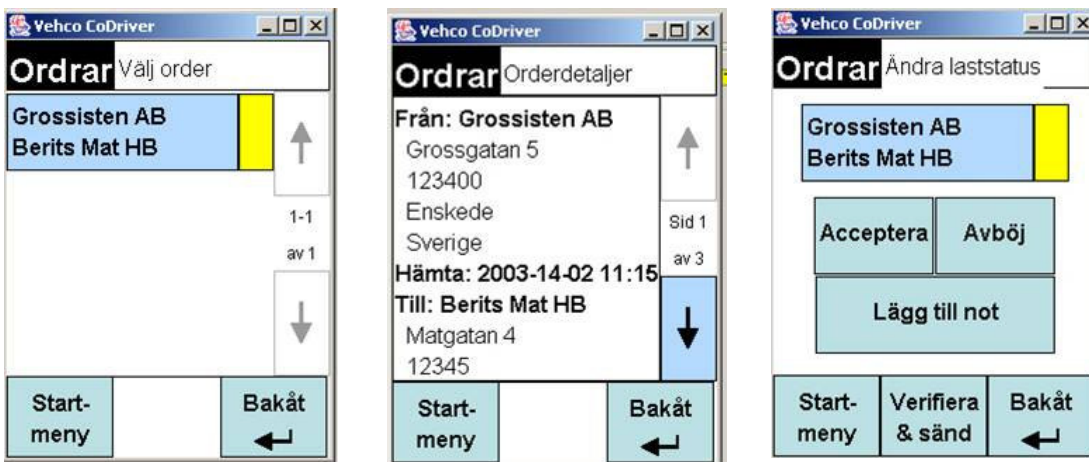 Vehco CoDriver
Ordrar Välj order
Grossisten AB
Berits Mat HB
1-1
av 1
Start-
meny
Bakåt
Vehco CoDriver
Ordrar Orderdetaljer
Från: Grossisten AB
Grossgatan 5
123400
Enskede
Sverige
Hämta: 2003-14-02 11:15
Till: Berits Mat HB
Matgatan 4
12345
Sid 1
av 3
Start-
meny
Bakåt
Vehco CoDriver
Ordrar Ändra laststatus
Grossisten AB
Berits Mat HB
Acceptera
Avböj
Lägg till not
Start-
meny
Verifiera
& sänd
Bakåt